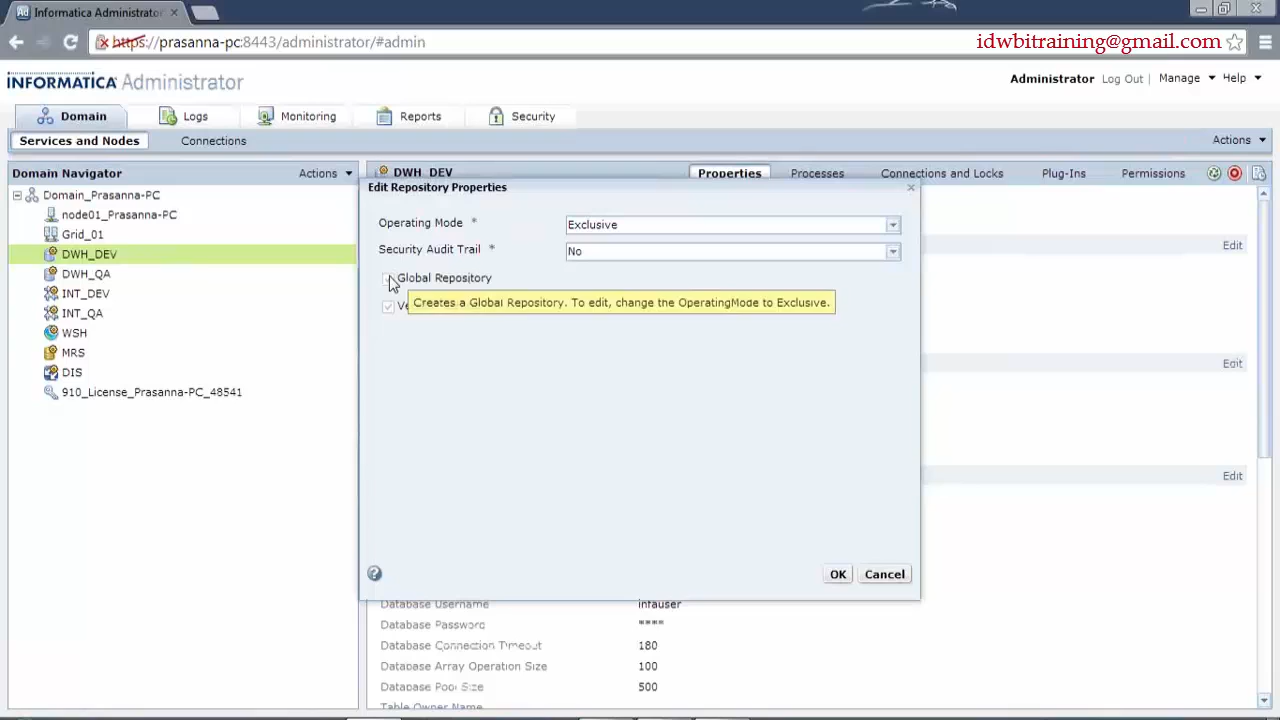 Informatica Administrator
https://prasanna-pc:8443/administrator/#admin
idwbitraining@gmail.com
INFORMATICA Administrator
Administrator Log Out Manage Help
Domain Logs Monitoring Reports Security
Services and Nodes Connections Actions
Domain Navigator Actions
DWH_DEV Properties Processes Connections and Locks Plug-Ins Permissions
Domain_Prasanna-PC
node01_Prasanna-PC
Grid_01
DWH_DEV
DWH_QA
INT_DEV
INT_QA
WSH
MRS
DIS
910_License_Prasanna-PC_48541
Edit Repository Properties
Operating Mode * Exclusive
Security Audit Trail * No
Global Repository
Creates a Global Repository. To edit, change the OperatingMode to Exclusive.
OK Cancel
Edit
Edit
Edit
Database Username infauser
Database Password ****
Database Connection Timeout 180
Database Array Operation Size 100
Database Pool Size 500
Table Owner Name